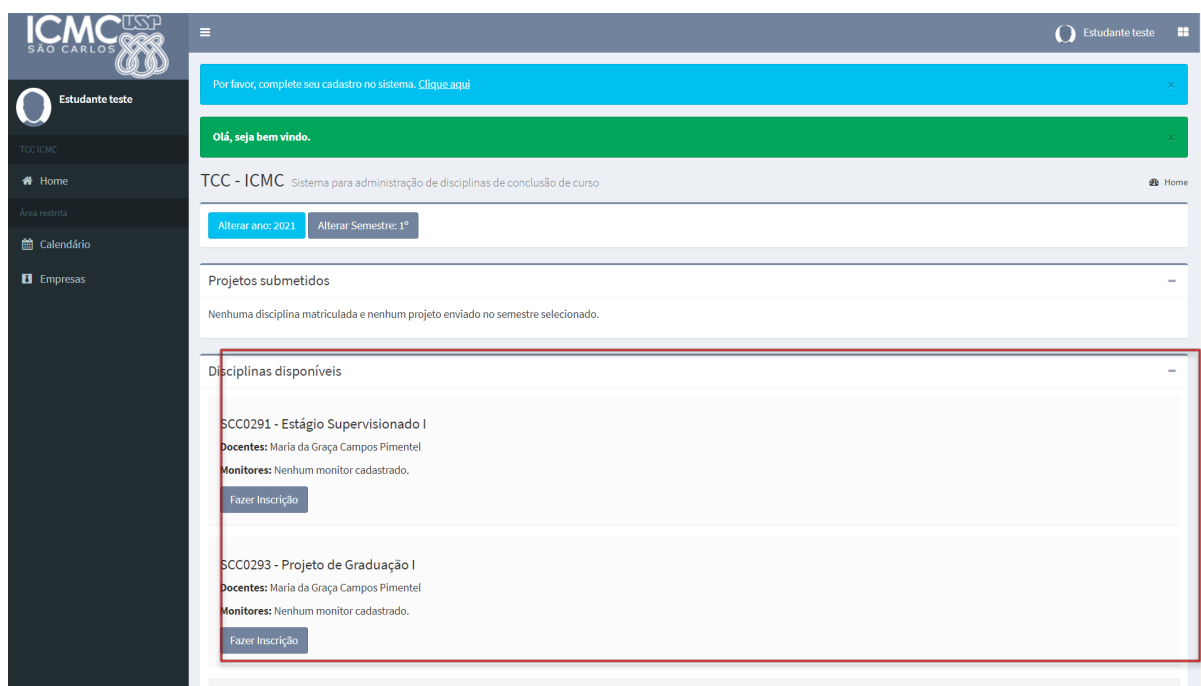 ICMC USP
SÃO CARLOS
Estudante teste
Por favor, complete seu cadastro no sistema. Clique aqui
×
Estudante teste
Olá, seja bem vindo.
×
TCC ICMC
Home
TCC - ICMC Sistema para administração de disciplinas de conclusão de curso
Home
Área restrita
Alterar ano: 2021
Alterar Semestre: 1º
Calendário
Empresas
Projetos submetidos
Nenhuma disciplina matriculada e nenhum projeto enviado no semestre selecionado.
Disciplinas disponíveis
SCC0291 - Estágio Supervisionado I
Docentes: Maria da Graça Campos Pimentel
Monitores: Nenhum monitor cadastrado.
Fazer Inscrição
SCC0293 - Projeto de Graduação I
Docentes: Maria da Graça Campos Pimentel
Monitores: Nenhum monitor cadastrado.
Fazer Inscrição